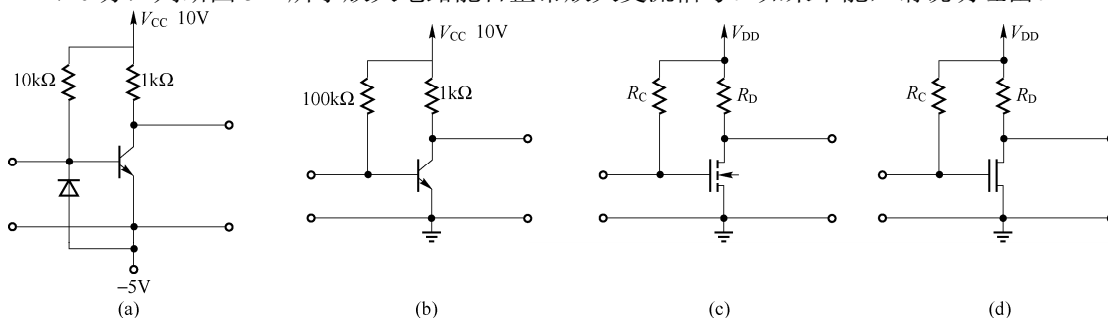 V_CC 10V
10kΩ
1kΩ
−5V
(a)
V_CC 10V
100kΩ
1kΩ
(b)
V_DD
R_C
R_D
(c)
V_DD
R_C
R_D
(d)